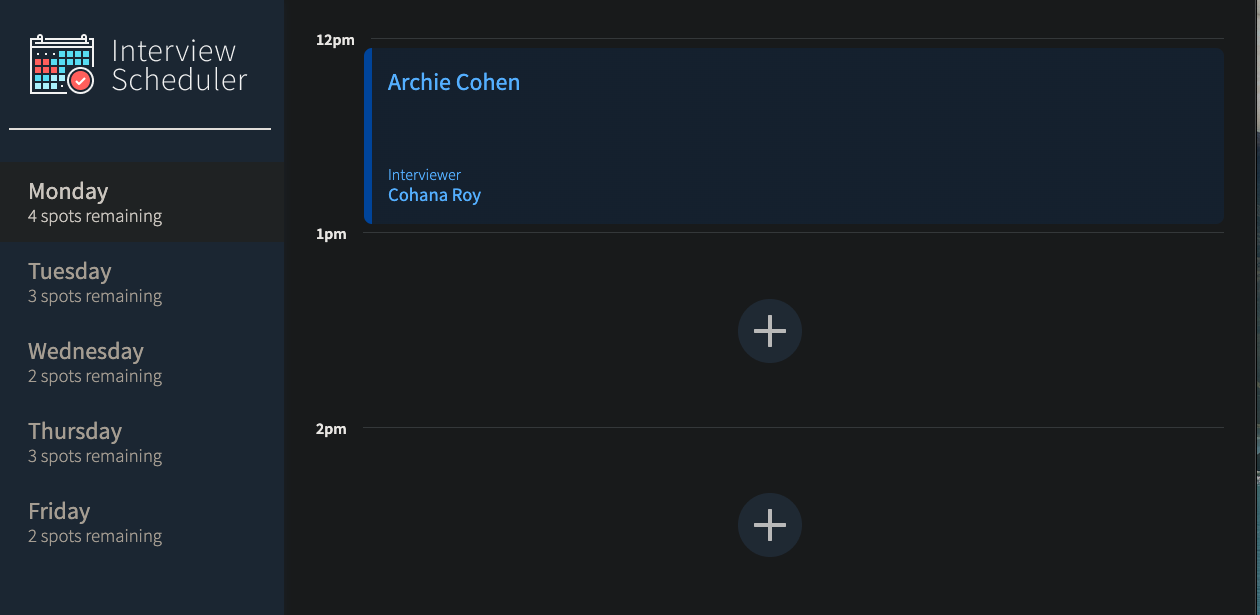 Interview
Scheduler
Monday
4 spots remaining
Tuesday
3 spots remaining
Wednesday
2 spots remaining
Thursday
3 spots remaining
Friday
2 spots remaining
12pm
Archie Cohen
Interviewer
Cohana Roy
1pm
2pm